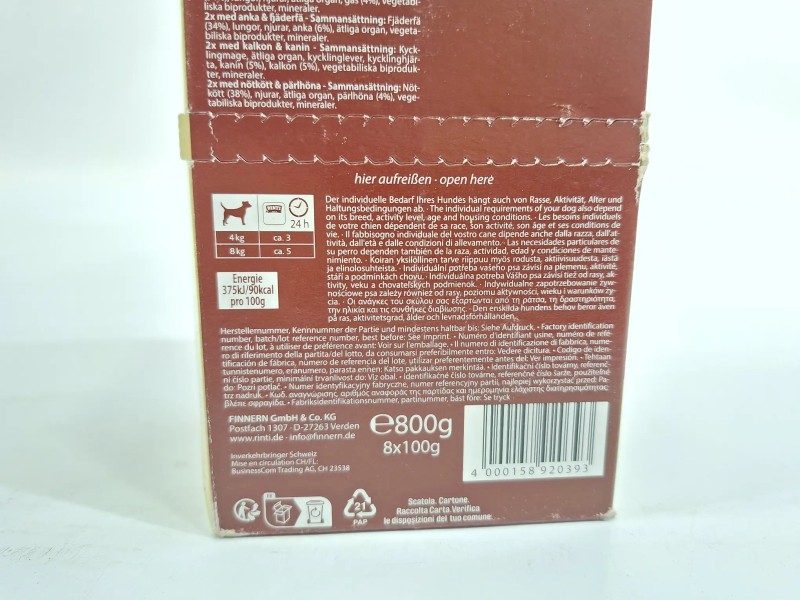 2x med anka & fjäderfä - Sammansättning: Fjäderfä
(34%), lungor, njurar, anka (6%), ätliga organ, vegeta-
biliska biprodukter, mineraler.
2x med kalkon & kanin - Sammansättning: Kyck-
lingmage, ätliga organ, kycklinglever, kycklinghjär-
ta, kanin (5%), kalkon (5%), vegetabiliska biproduk-
ter, mineraler.
2x med nötkött & pärlhöna - Sammansättning: Nöt-
kött (38%), njurar, ätliga organ, pärlhöna (4%), vege-
tabiliska biprodukter, mineraler.
hier aufreißen · open here
RINTI
24 h
4 kg ca. 3
8 kg ca. 5
Energie
375kJ/90kcal
pro 100g
Der individuelle Bedarf Ihres Hundes hängt auch von Rasse, Aktivität, Alter und
Haltungsbedingungen ab. · The individual requirements of your dog also depend
on its breed, activity level, age and housing conditions. · Les besoins individuels
de votre chien dépendent de sa race, son activité, son âge et ses conditions de
vie. · Il fabbisogno individuale del vostro cane dipende anche dalla razza, dall'at-
tività, dall'età e dalle condizioni di allevamento. · Las necesidades particulares de
su perro dependen también de la raza, actividad, edad y condiciones de mante-
nimiento. · Koiran yksilöllinen tarve riippuu myös rodusta, aktiivisuudesta, iästä
ja elinolosuhteista. · Individuální potřeba vašeho psa závisí na plemenu, aktivitě,
stáří a podmínkách chovu. · Individuálna potreba Vášho psa závisí tiež od rasy, ak-
tivity, veku a chovateľských podmienok. · Indywidualne zapotrzebowanie żyw-
nościowe psa zależy również od rasy, poziomu aktywności, wieku i warunków ży-
cia. · Οι ανάγκες του σκύλου σας εξαρτώνται από τη ράτσα, τη δραστηριότητα,
την ηλικία και τις συνθήκες διαβίωσης. · Den enskilda hundens behov beror även
på ras, aktivitetsgrad, ålder och levnadsförhållanden.
Herstellernummer, Kennnummer der Partie und mindestens haltbar bis: Siehe Aufdruck. · Factory identification
number, batch/lot reference number, best before: See imprint. · Numéro d'identifiant usine, numéro de réfé-
rence du lot, à utiliser de préférence avant: Voir sur l'emballage. · Il numero di identificazione di fabbrica, nume-
ro di riferimento della partita/del lotto, da consumarsi preferibilmente entro: Vedere dicitura. · Código de iden-
tificación de fábrica, número de referencia del lote, utilizar preferentemente antes del: Ver impresión. · Tehtaan
tunnistenumero, eränumero, parasta ennen: Katso pakkauksen merkintä. · Identifikační číslo továrny, referenč-
ní číslo partie, minimální trvanlivost do: Viz obal. · Identifikačné číslo továrne, referenčné číslo šarže, použiteľné
do: Pozri potlač. · Numer identyfikacyjny fabryczne, numer referencyjny partii, najlepiej wykorzystać przed: Pa-
trz nadruk. · Κωδ. αναγνώρισης, αριθμός αναφοράς της παρτίδας και ημερομηνία ελάχιστης διατηρησιμότητας:
βλέπε σφραγίδα. · Fabriksidentifikationsnummer, partinummer, bäst före: Se tryck
FINNERN GmbH & Co. KG
Postfach 1307 · D-27263 Verden
www.rinti.de · info@finnern.de
Inverkehrbringer Schweiz
Mise en circulation CH/FL:
BusinessCom Trading AG, CH 23538
℮800g
8x100g
4 000158 920393
FR
21
PAP
Scatola. Cartone.
Raccolta Carta. Verifica
le disposizioni del tuo comune.